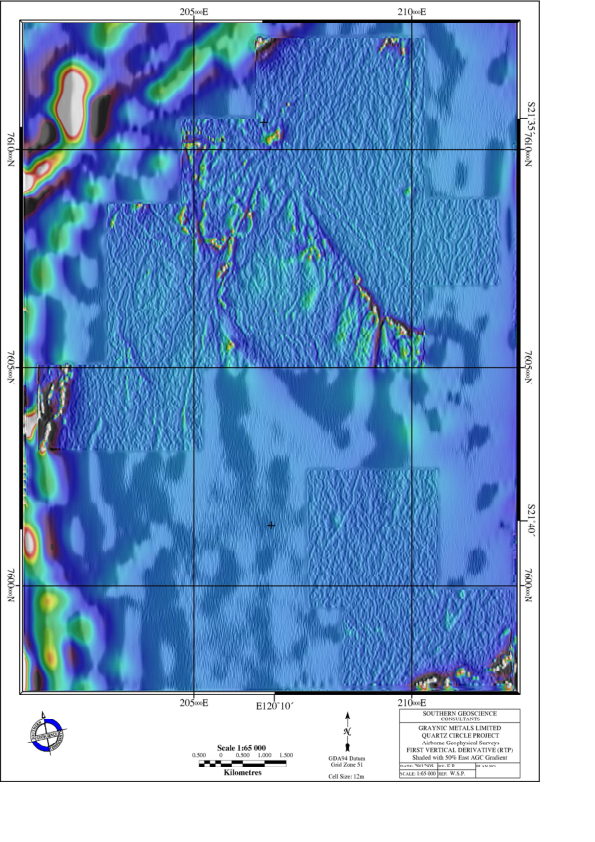 205000E 210000E
S21°35'
7610000N 7610000N
7605000N 7605000N
S21°40'
7600000N 7600000N
205000E E120°10' 210000E
Scale 1:65 000
0.500 0 0.500 1.000 1.500
Kilometres
N
GDA94 Datum
Grid Zone 51
Cell Size: 12m
SOUTHERN GEOSCIENCE
CONSULTANTS
GRAYNIC METALS LIMITED
QUARTZ CIRCLE PROJECT
Airborne Geophysical Surveys
FIRST VERTICAL DERIVATIVE (RTP)
Shaded with 50% East AGC Gradient
SCALE: 1:65 000 REF: W.S.P.